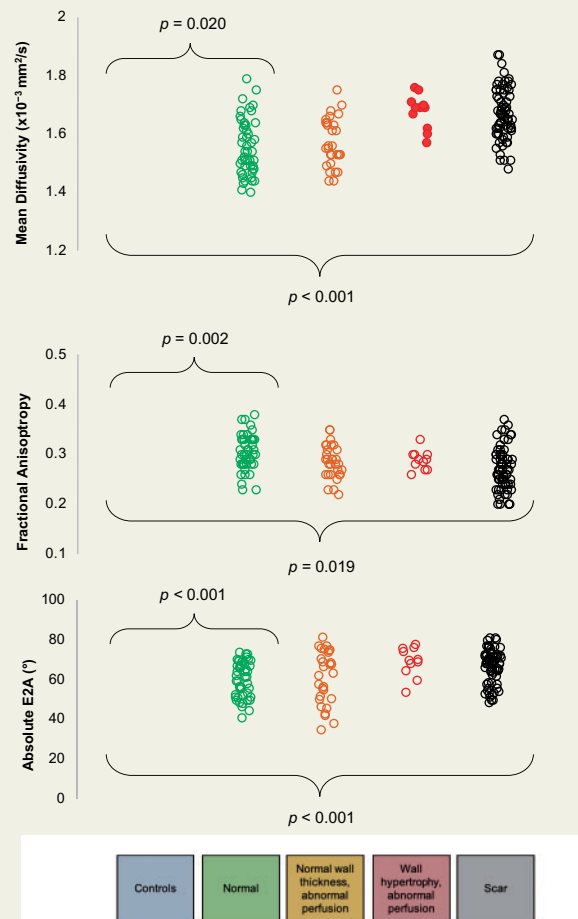 2
p = 0.020
1.8
1.6
1.4
1.2
Mean Diffusivity (x10⁻³ mm²/s)
p < 0.001
p = 0.002
0.5
0.4
0.3
0.2
0.1
Fractional Anisoptropy
p = 0.019
p < 0.001
100
80
60
40
20
0
Absolute E2A (°)
p < 0.001
Controls
Normal
Normal wall
thickness,
abnormal
perfusion
Wall
hypertrophy,
abnormal
perfusion
Scar